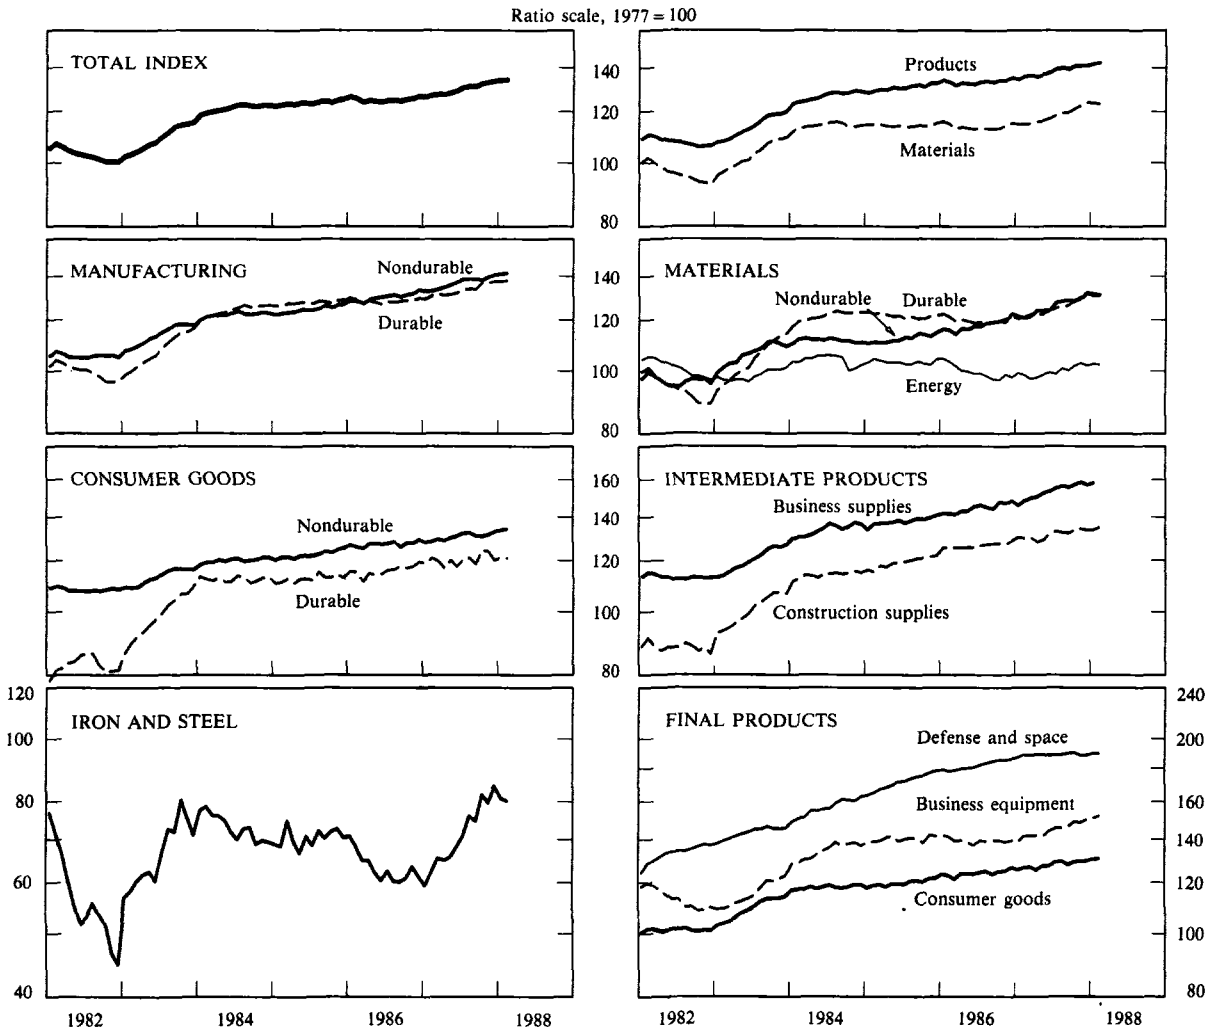 Ratio scale, 1977 = 100
TOTAL INDEX
Products
Materials
140
120
100
80
MANUFACTURING
Nondurable
Durable
MATERIALS
Nondurable
Durable
Energy
140
120
100
80
CONSUMER GOODS
Nondurable
Durable
INTERMEDIATE PRODUCTS
Business supplies
Construction supplies
160
140
120
100
80
IRON AND STEEL
120
100
80
60
40
FINAL PRODUCTS
Defense and space
Business equipment
Consumer goods
240
200
160
140
120
100
80
1982 1984 1986 1988
1982 1984 1986 1988